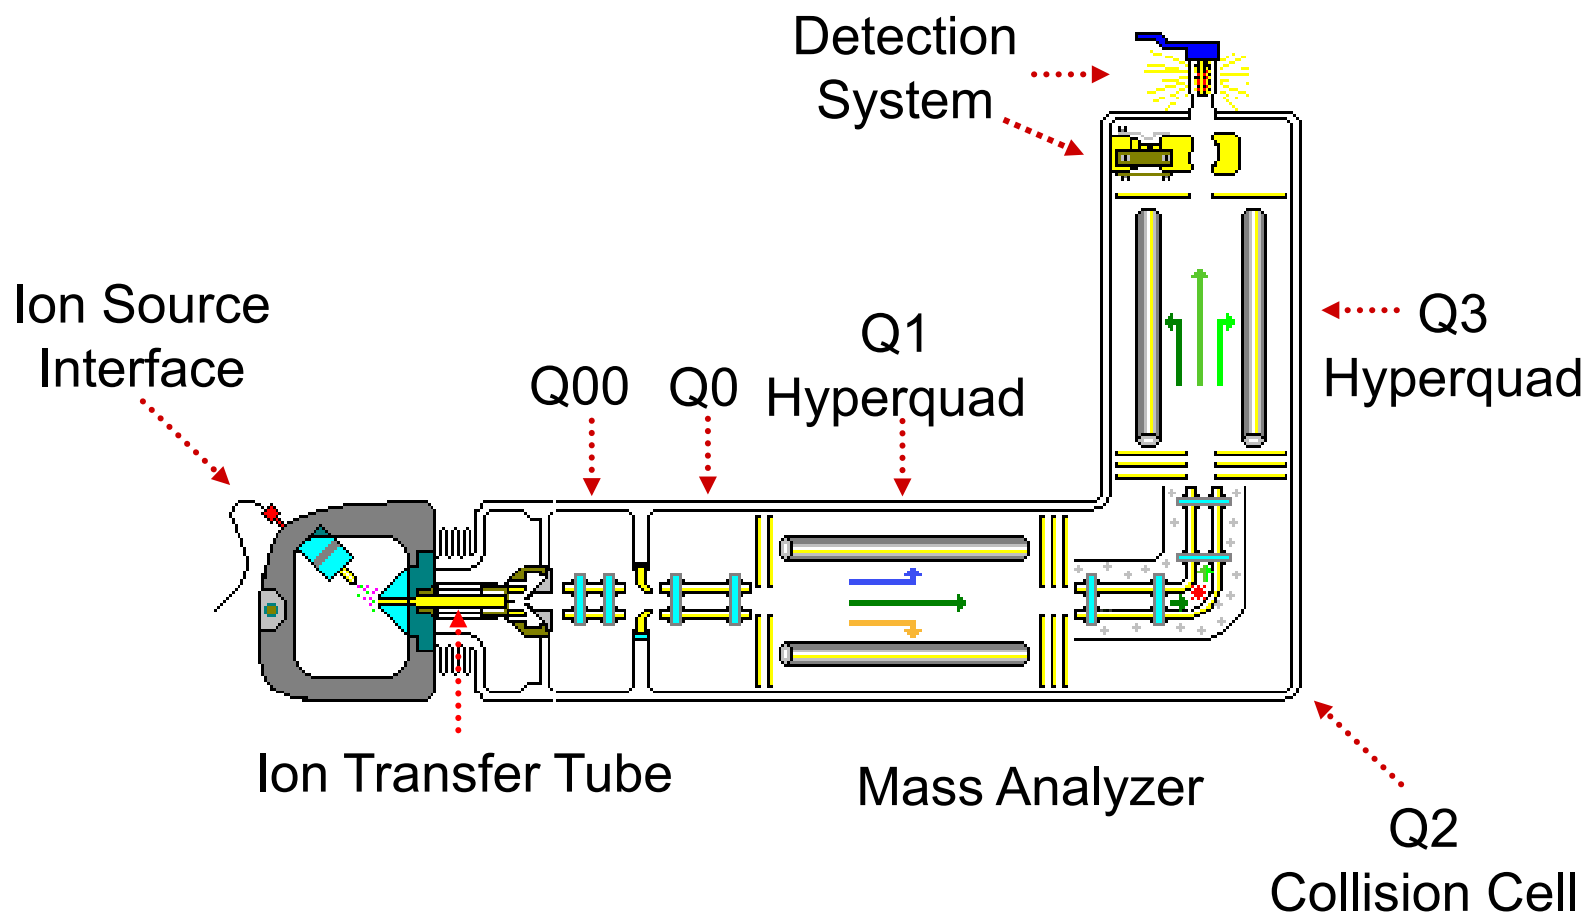 Detection
System
Ion Source
Interface
Q00
Q0
Q1
Hyperquad
Q3
Hyperquad
Ion Transfer Tube
Mass Analyzer
Q2
Collision Cell